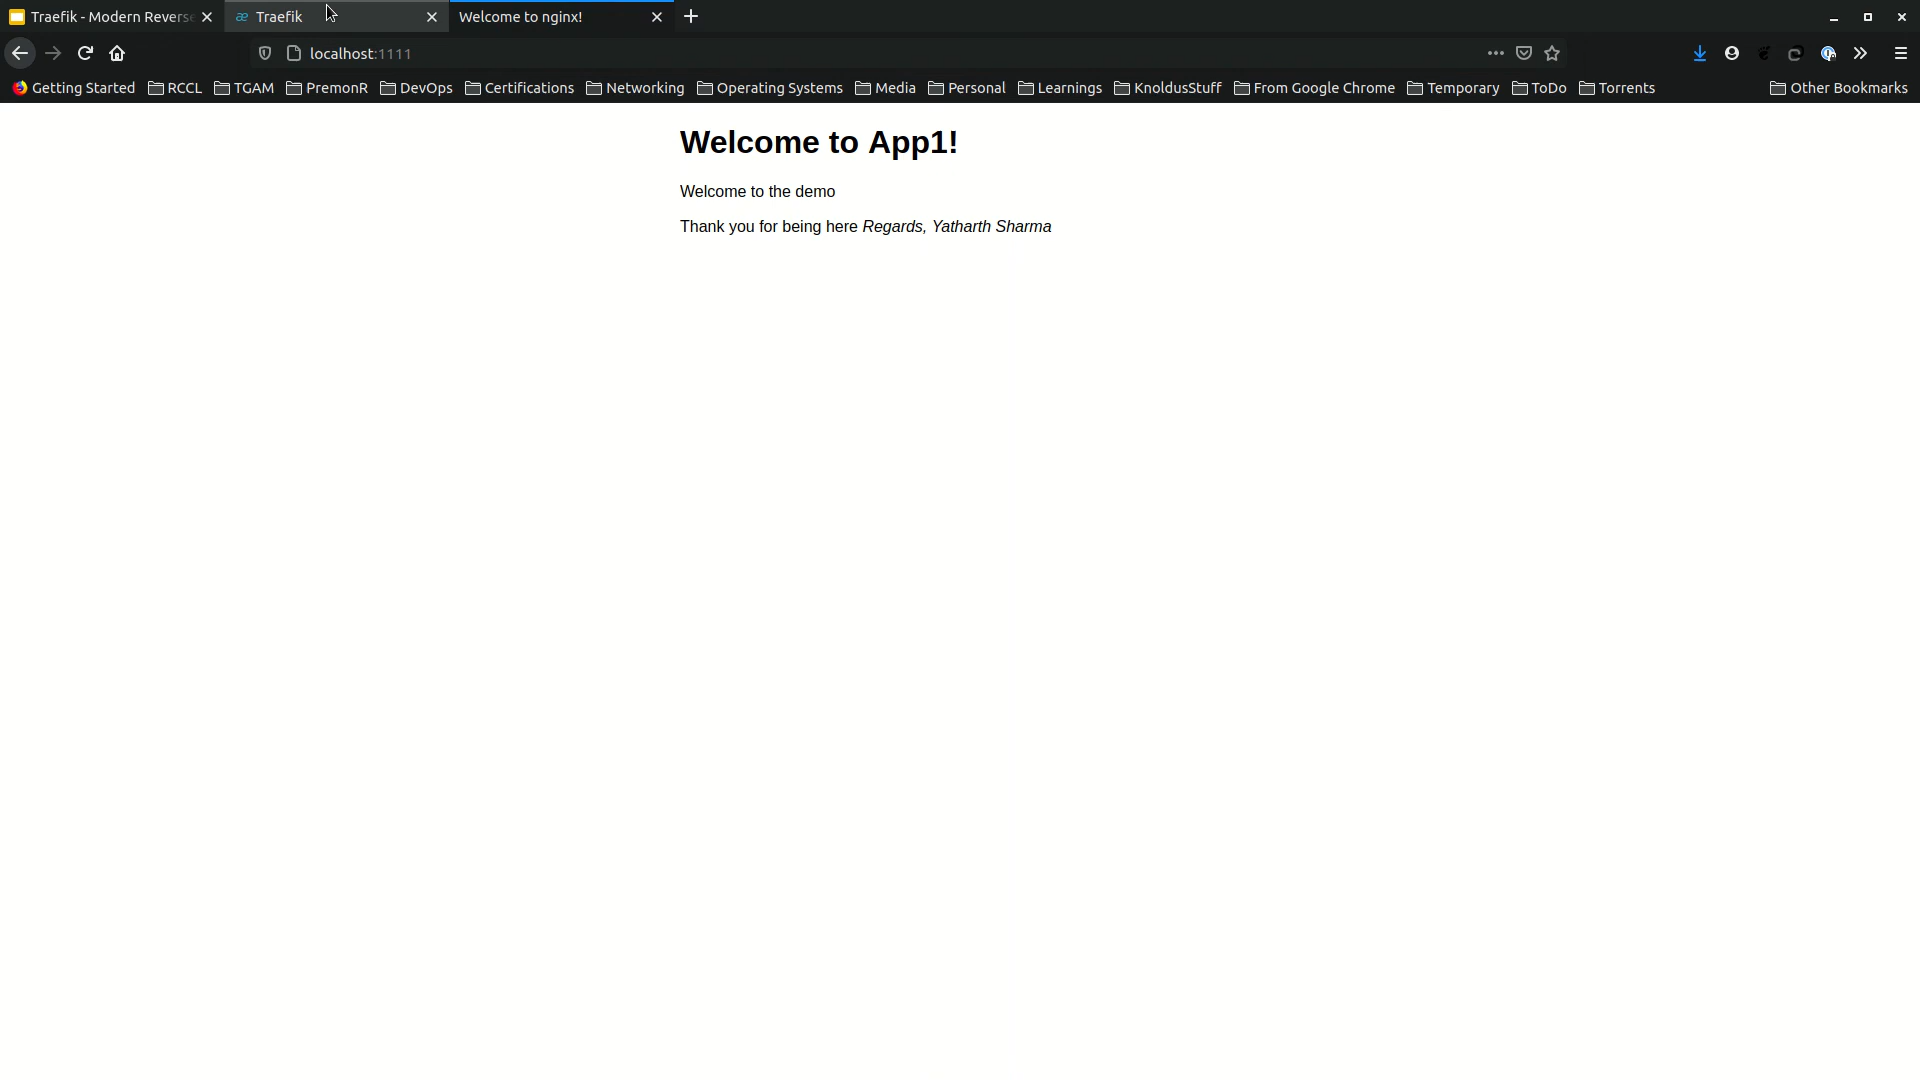 Traefik - Modern Reverse
Traefik
Welcome to nginx!
localhost:1111
Getting Started RCCL TGAM PremonR DevOps Certifications Networking Operating Systems Media Personal Learnings KnoldusStuff From Google Chrome Temporary ToDo Torrents Other Bookmarks
Welcome to App1!
Welcome to the demo
Thank you for being here Regards, Yatharth Sharma